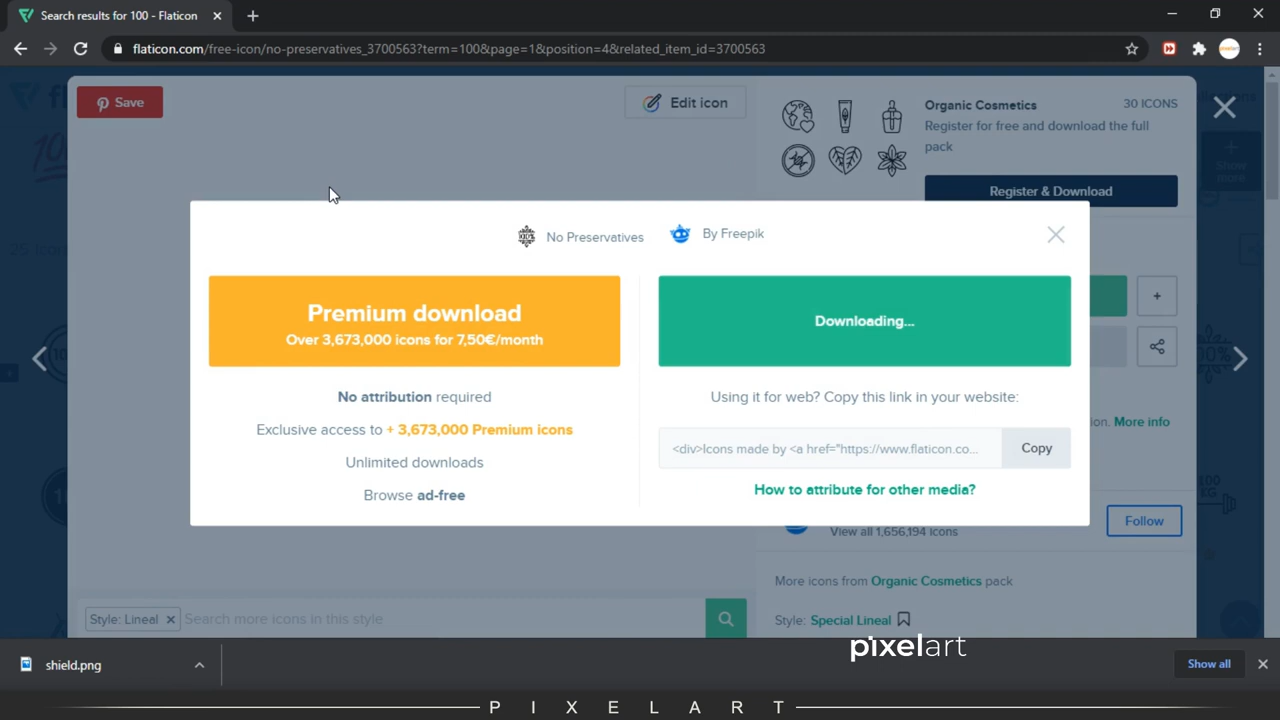 Search results for 100 - Flaticon
flaticon.com/free-icon/no-preservatives_3700563?term=100&page=1&position=4&related_item_id=3700563
Save
Edit icon
Organic Cosmetics
30 ICONS
Register for free and download the full
pack
Register & Download
Show
more
No Preservatives
By Freepik
Premium download
Over 3,673,000 icons for 7,50€/month
Downloading...
No attribution required
Exclusive access to + 3,673,000 Premium icons
Unlimited downloads
Browse ad-free
Using it for web? Copy this link in your website:
<div>Icons made by <a href="https://www.flaticon.co...
Copy
How to attribute for other media?
ion. More info
View all 1,656,194 icons
Follow
More icons from Organic Cosmetics pack
Style: Lineal ×
Search more icons in this style
Style: Special Lineal
shield.png
Show all
pixelart
PIXELART